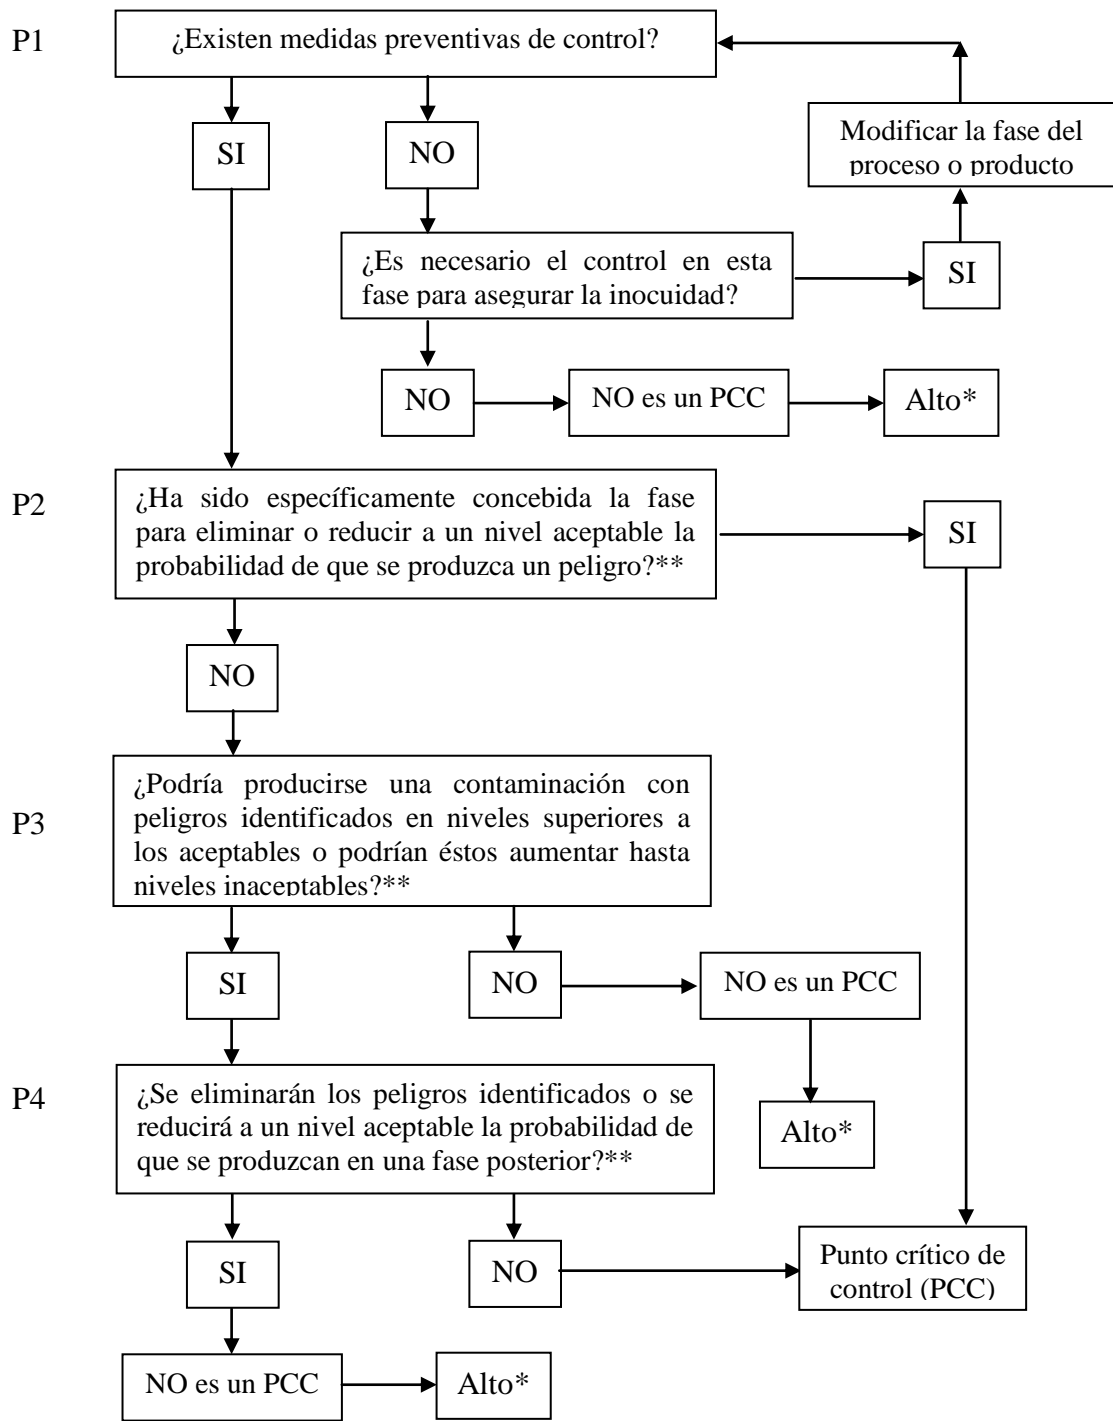 P1
¿Existen medidas preventivas de control?
Modificar la fase del
proceso o producto
SI
NO
¿Es necesario el control en esta
fase para asegurar la inocuidad?
SI
NO
NO es un PCC
Alto*
P2
¿Ha sido específicamente concebida la fase
para eliminar o reducir a un nivel aceptable la
probabilidad de que se produzca un peligro?**
SI
NO
P3
¿Podría producirse una contaminación con
peligros identificados en niveles superiores a
los aceptables o podrían éstos aumentar hasta
niveles inaceptables?**
SI
NO
NO es un PCC
P4
¿Se eliminarán los peligros identificados o se
reducirá a un nivel aceptable la probabilidad de
que se produzcan en una fase posterior?**
Alto*
SI
NO
Punto crítico de
control (PCC)
NO es un PCC
Alto*